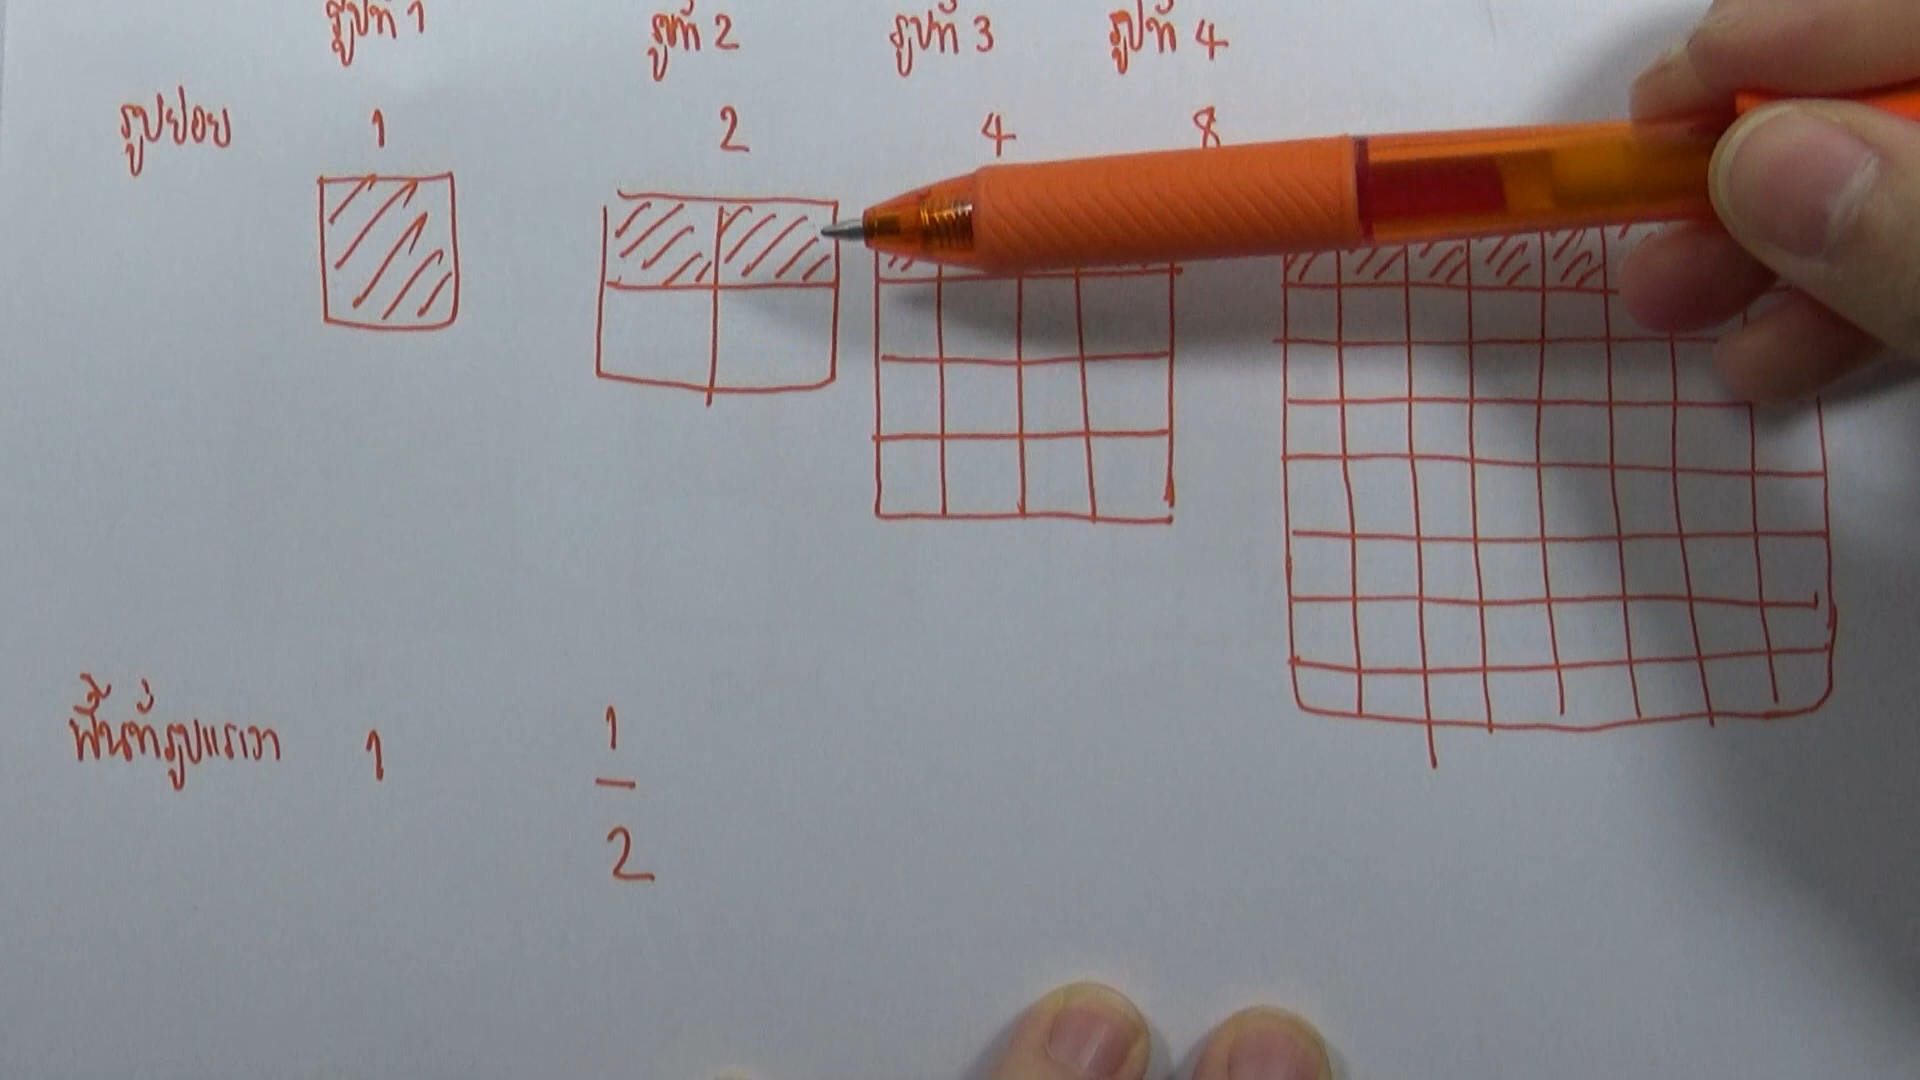 รูปที่ 1 รูปที่ 2 รูปที่ 3 รูปที่ 4
รูปย่อย 1 2 4 8
พื้นที่รูปแรเงา 1 1
2